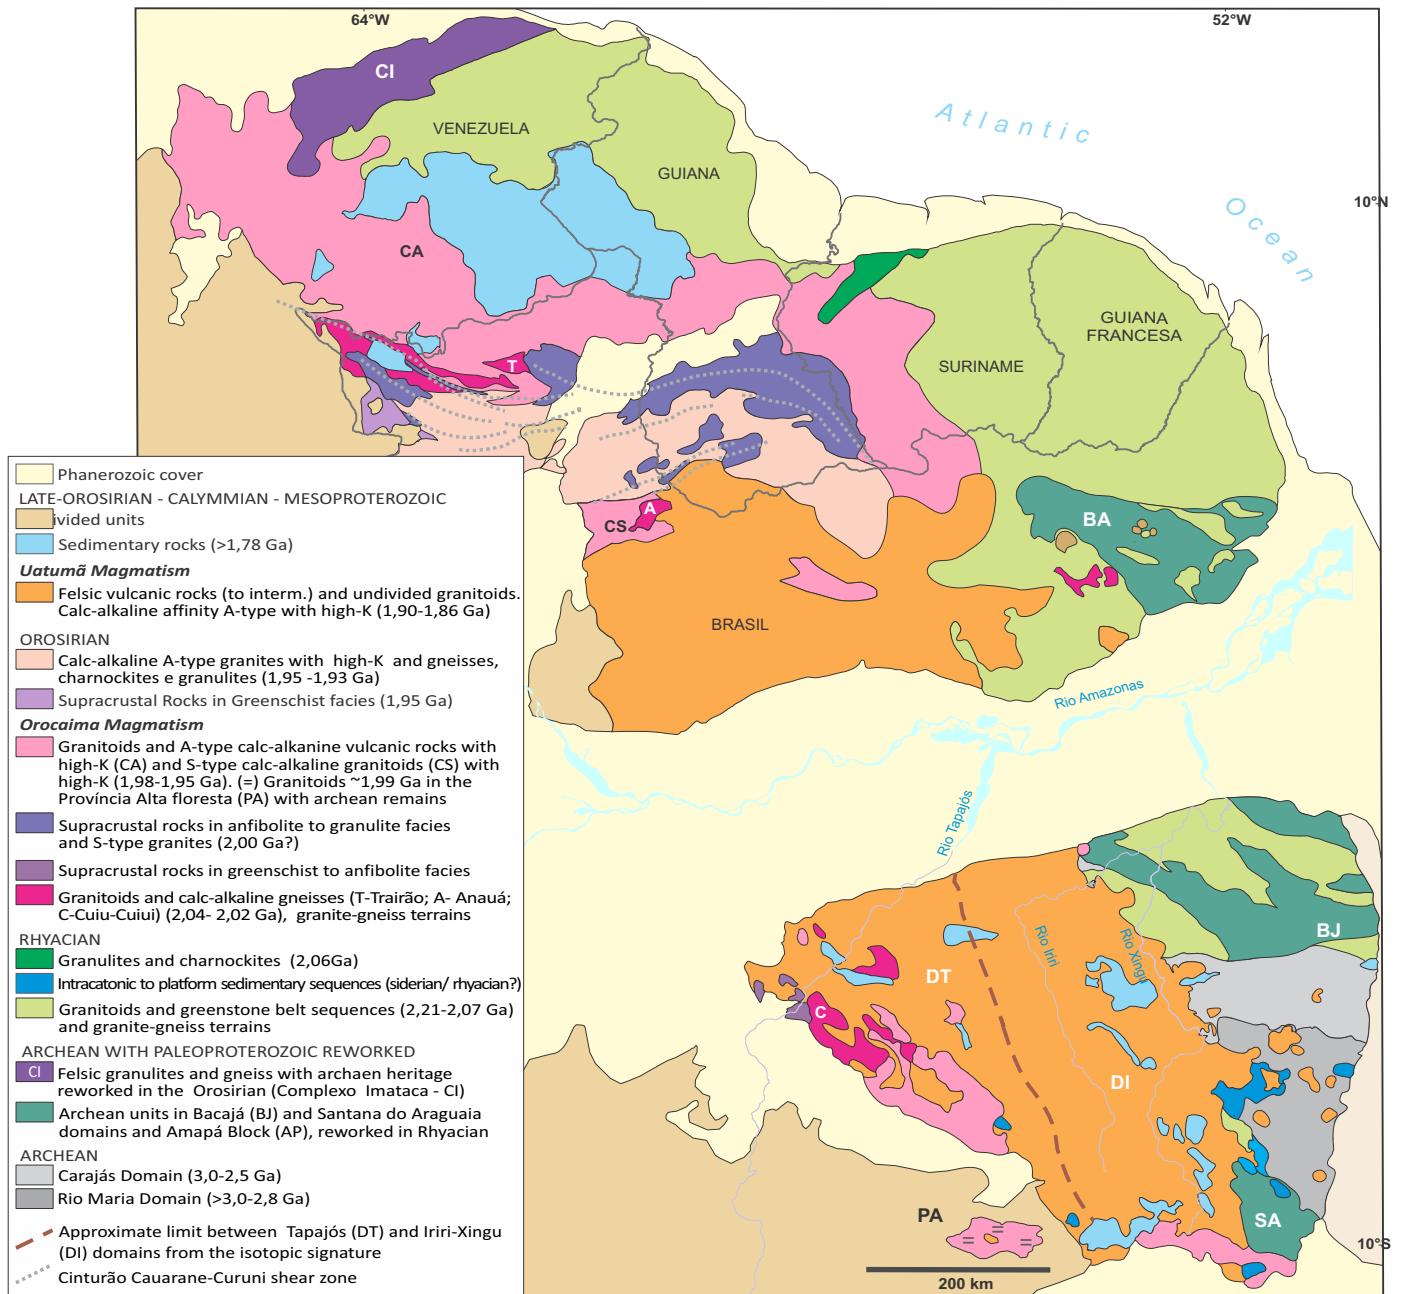 64°W
52°W
CI
VENEZUELA
Atlantic
GUIANA
10°N
Ocean
CA
GUIANA
FRANCESA
T
SURINAME
A
CS
BA
BRASIL
Rio Amazonas
Rio Tapajós
BJ
Rio Iriri
Rio Xingu
DT
C
DI
PA
SA
10°S
200 km
Phanerozoic cover
LATE-OROSIRIAN - CALYMMIAN - MESOPROTEROZOIC
ivided units
Sedimentary rocks (>1,78 Ga)
Uatumã Magmatism
Felsic vulcanic rocks (to interm.) and undivided granitoids.
Calc-alkaline affinity A-type with high-K (1,90-1,86 Ga)
OROSIRIAN
Calc-alkaline A-type granites with high-K and gneisses,
charnockites e granulites (1,95 -1,93 Ga)
Supracrustal Rocks in Greenschist facies (1,95 Ga)
Orocaima Magmatism
Granitoids and A-type calc-alkanine vulcanic rocks with
high-K (CA) and S-type calc-alkaline granitoids (CS) with
high-K (1,98-1,95 Ga). (=) Granitoids ~1,99 Ga in the
Província Alta floresta (PA) with archean remains
Supracrustal rocks in anfibolite to granulite facies
and S-type granites (2,00 Ga?)
Supracrustal rocks in greenschist to anfibolite facies
Granitoids and calc-alkaline gneisses (T-Trairão; A- Anauá;
C-Cuiu-Cuiui) (2,04- 2,02 Ga), granite-gneiss terrains
RHYACIAN
Granulites and charnockites (2,06Ga)
Intracatonic to platform sedimentary sequences (siderian/ rhyacian?)
Granitoids and greenstone belt sequences (2,21-2,07 Ga)
and granite-gneiss terrains
ARCHEAN WITH PALEOPROTEROZOIC REWORKED
CI Felsic granulites and gneiss with archaen heritage
reworked in the Orosirian (Complexo Imataca - CI)
Archean units in Bacajá (BJ) and Santana do Araguaia
domains and Amapá Block (AP), reworked in Rhyacian
ARCHEAN
Carajás Domain (3,0-2,5 Ga)
Rio Maria Domain (>3,0-2,8 Ga)
Approximate limit between Tapajós (DT) and Iriri-Xingu
(DI) domains from the isotopic signature
Cinturão Cauarane-Curuni shear zone